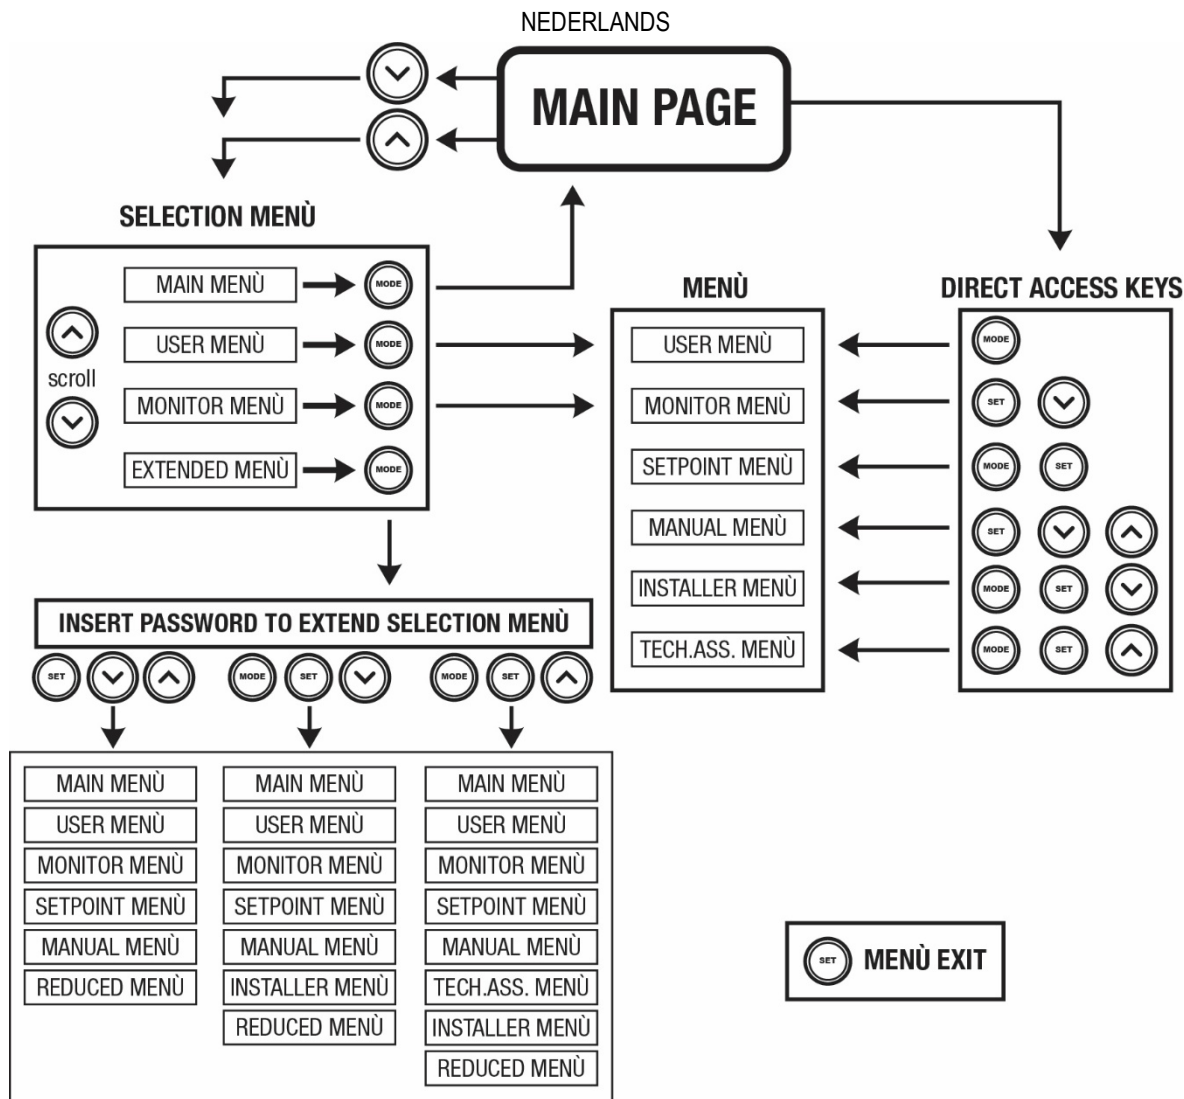 NEDERLANDS
MAIN PAGE
SELECTION MENÙ
MAIN MENÙ MODE
USER MENÙ MODE
scroll
MONITOR MENÙ MODE
EXTENDED MENÙ MODE
MENÙ
USER MENÙ
MONITOR MENÙ
SETPOINT MENÙ
MANUAL MENÙ
INSTALLER MENÙ
TECH.ASS. MENÙ
DIRECT ACCESS KEYS
MODE
SET
MODE SET
SET
MODE SET
MODE SET
INSERT PASSWORD TO EXTEND SELECTION MENÙ
SET MODE SET MODE SET
MAIN MENÙ
USER MENÙ
MONITOR MENÙ
SETPOINT MENÙ
MANUAL MENÙ
REDUCED MENÙ
MAIN MENÙ
USER MENÙ
MONITOR MENÙ
SETPOINT MENÙ
MANUAL MENÙ
INSTALLER MENÙ
REDUCED MENÙ
MAIN MENÙ
USER MENÙ
MONITOR MENÙ
SETPOINT MENÙ
MANUAL MENÙ
TECH.ASS. MENÙ
INSTALLER MENÙ
REDUCED MENÙ
SET MENÙ EXIT